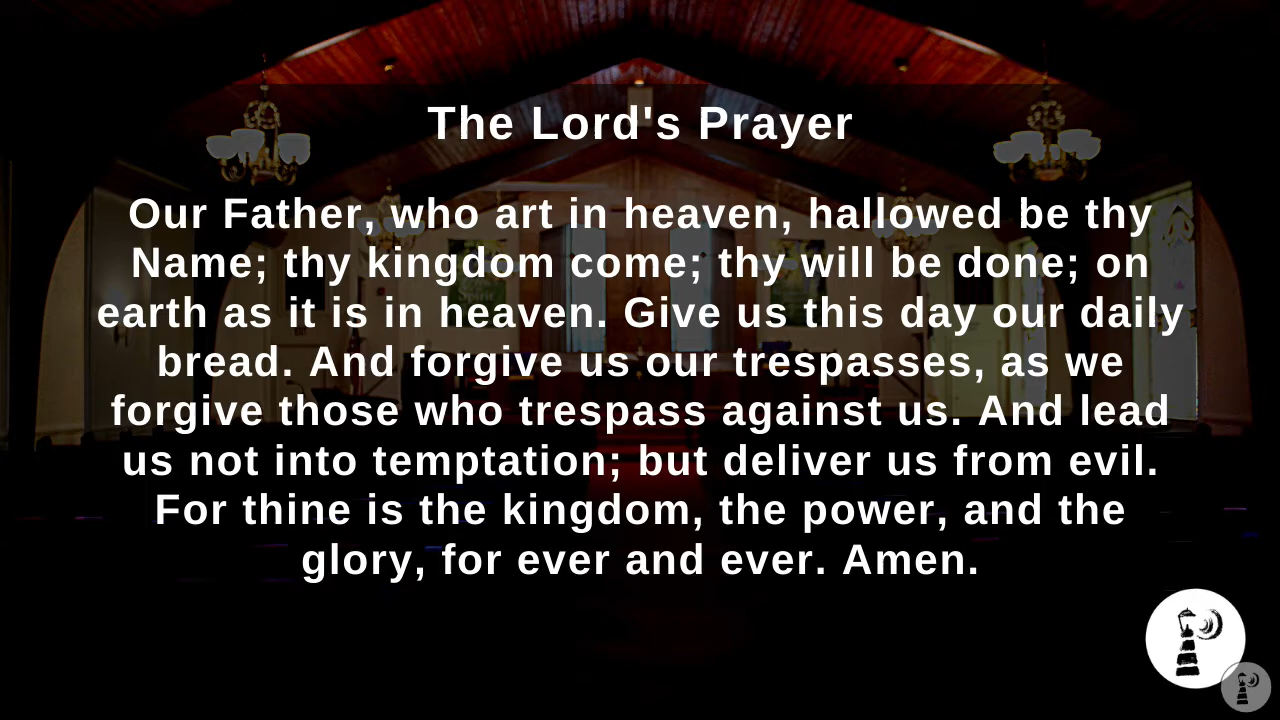 The Lord's Prayer
Our Father, who art in heaven, hallowed be thy
Name; thy kingdom come; thy will be done; on
earth as it is in heaven. Give us this day our daily
bread. And forgive us our trespasses, as we
forgive those who trespass against us. And lead
us not into temptation; but deliver us from evil.
For thine is the kingdom, the power, and the
glory, for ever and ever. Amen.